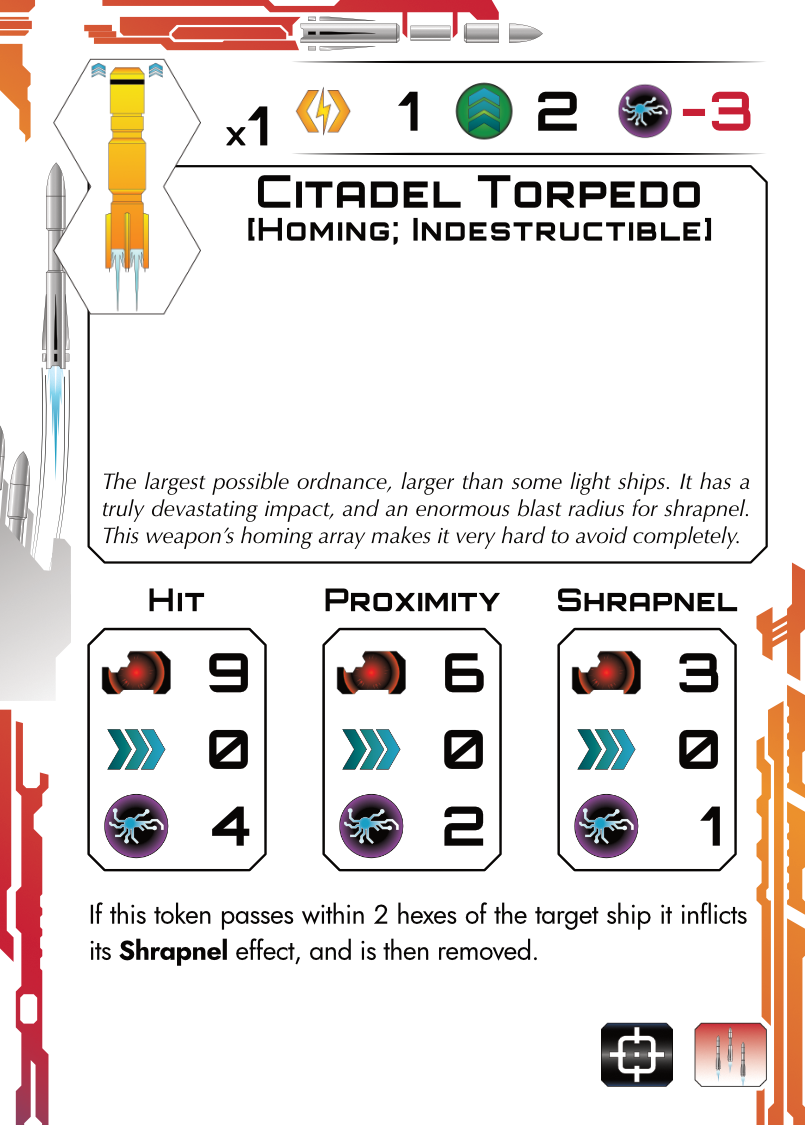 x1 1 2 -3
Citadel Torpedo
[Homing; Indestructible]
The largest possible ordnance, larger than some light ships. It has a
truly devastating impact, and an enormous blast radius for shrapnel.
This weapon's homing array makes it very hard to avoid completely.
Hit Proximity Shrapnel
9 6 3
0 0 0
4 2 1
If this token passes within 2 hexes of the target ship it inflicts
its Shrapnel effect, and is then removed.